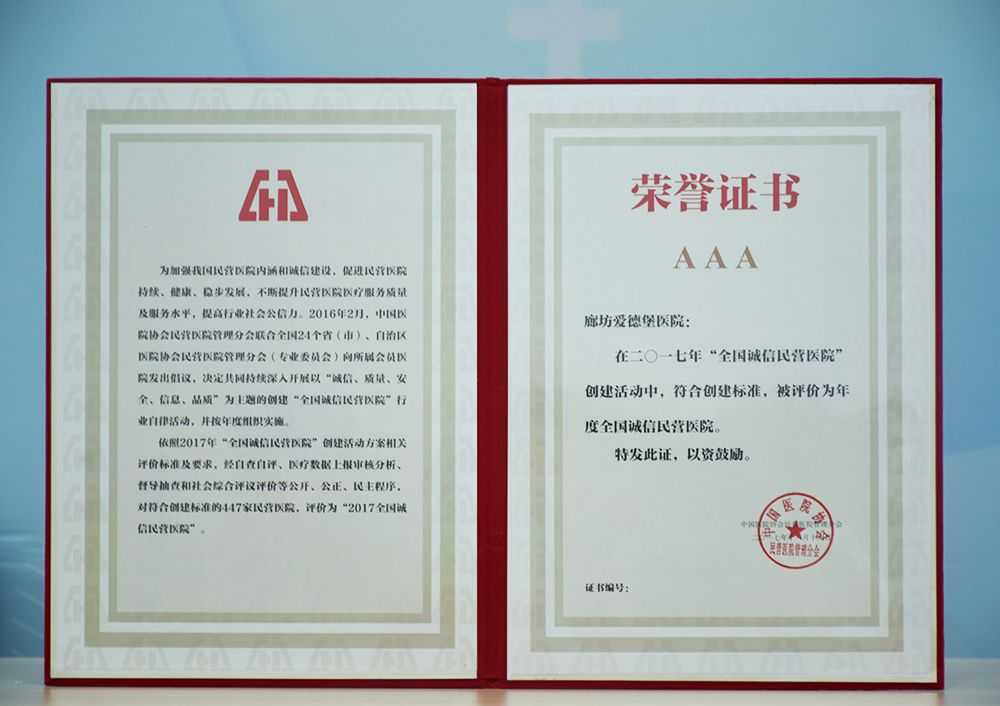 为加强我国民营医院内涵和诚信建设，促进民营医院
持续、健康、稳步发展，不断提升民营医院医疗服务质量
及服务水平，提高行业社会公信力。2016年2月，中国医
院协会民营医院管理分会联合全国24个省（市）、自治区
医院协会民营医院管理分会（专业委员会）向所属会员医
院发出倡议，决定共同持续深入开展以“诚信、质量、安
全、信息、品质”为主题的创建“全国诚信民营医院”行
业自律活动，并按年度组织实施。
依照2017年“全国诚信民营医院”创建活动方案相关
评价标准及要求，经自查自评、医疗数据上报审核分析、
督导抽查和社会综合评议评价等公开、公正、民主程序，
对符合创建标准的447家民营医院，评价为“2017全国诚
信民营医院”。
荣誉证书
AAA
廊坊爱德堡医院：
在二〇一七年“全国诚信民营医院”
创建活动中，符合创建标准，被评价为年
度全国诚信民营医院。
特发此证，以资鼓励。
中国医院协会民营医院管理分会
中国医院协会
民营医院管理分会
证书编号：